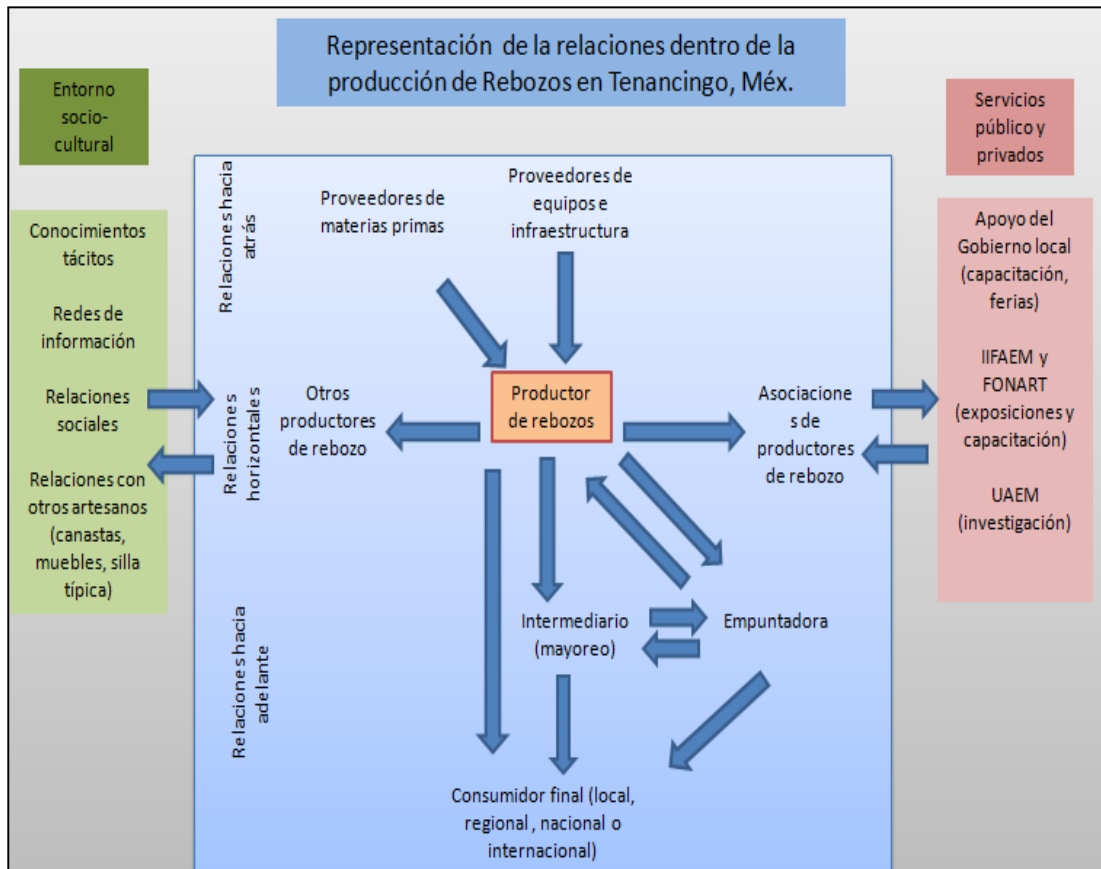 Representación de la relaciones dentro de la
producción de Rebozos en Tenancingo, Méx.
Entorno
socio-
cultural
Conocimientos
tácitos
Redes de
información
Relaciones
sociales
Relaciones con
otros artesanos
(canastas,
muebles, silla
típica)
Relaciones hacia
atrás
Proveedores de
materias primas
Proveedores de
equipos e
infraestructura
Relaciones
horizontales
Otros
productores
de rebozo
Productor
de rebozos
Asociacione
s de
productores
de rebozo
Relaciones hacia
adelante
Intermediario
(mayoreo)
Empuntadora
Consumidor final (local,
regional , nacional o
internacional)
Servicios
público y
privados
Apoyo del
Gobierno local
(capacitación,
ferias)
IIFAEM y
FONART
(exposiciones y
capacitación)
UAEM
(investigación)